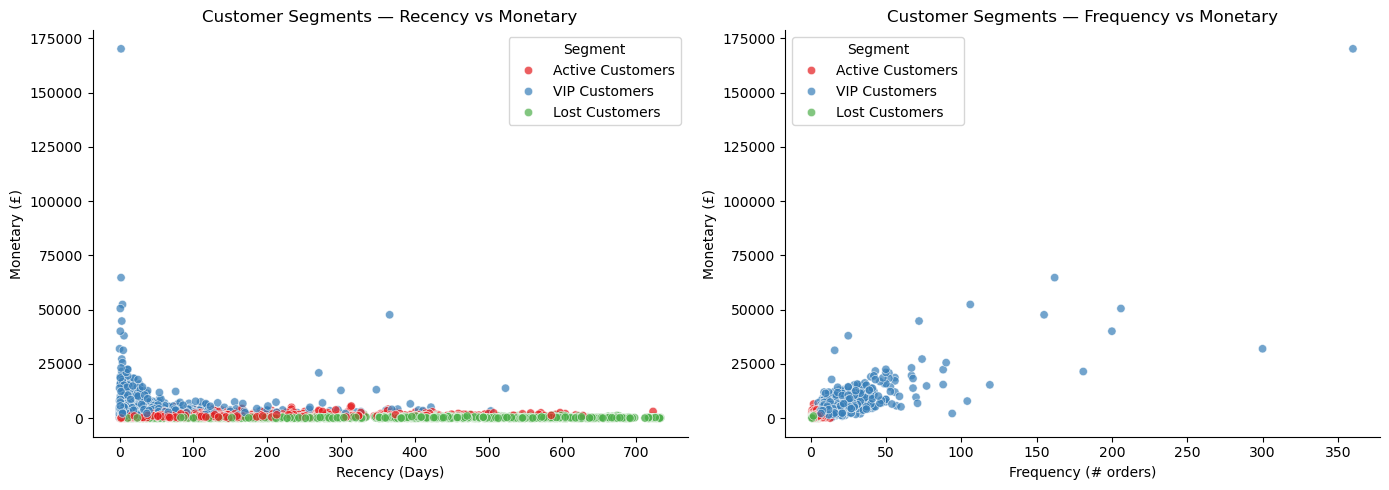 Customer Segments — Recency vs Monetary
175000
150000
125000
100000
75000
50000
25000
0
Monetary (£)
0 100 200 300 400 500 600 700
Recency (Days)
Segment
Active Customers
VIP Customers
Lost Customers
Customer Segments — Frequency vs Monetary
175000
150000
125000
100000
75000
50000
25000
0
Monetary (£)
0 50 100 150 200 250 300 350
Frequency (# orders)
Segment
Active Customers
VIP Customers
Lost Customers